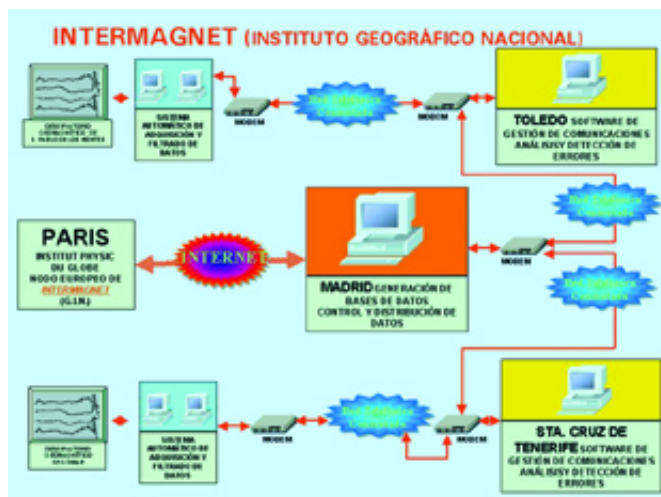 INTERMAGNET (INSTITUTO GEOGRÁFICO NACIONAL)
SISTEMA
AUTOMÁTICO DE
ADQUISICIÓN Y
FILTRADO DE
DATOS
MODEM
MODEM
TOLEDO SOFTWARE DE
GESTIÓN DE COMUNICACIONES
ANÁLISIS Y DETECCIÓN DE
ERRORES
PARIS
INSTITUT PHYSIC
DU GLOBE
NODO EUROPEO DE
INTERMAGNET
(G.I.N.)
INTERNET
MADRID GENERACIÓN DE
BASES DE DATOS
CONTROL Y DISTRIBUCIÓN DE
DATOS
MODEM
SISTEMA
AUTOMÁTICO DE
ADQUISICIÓN Y
FILTRADO DE
DATOS
MODEM
MODEM
STA. CRUZ DE
TENERIFE SOFTWARE DE
GESTIÓN DE COMUNICACIONES
ANÁLISIS Y DETECCIÓN DE
ERRORES